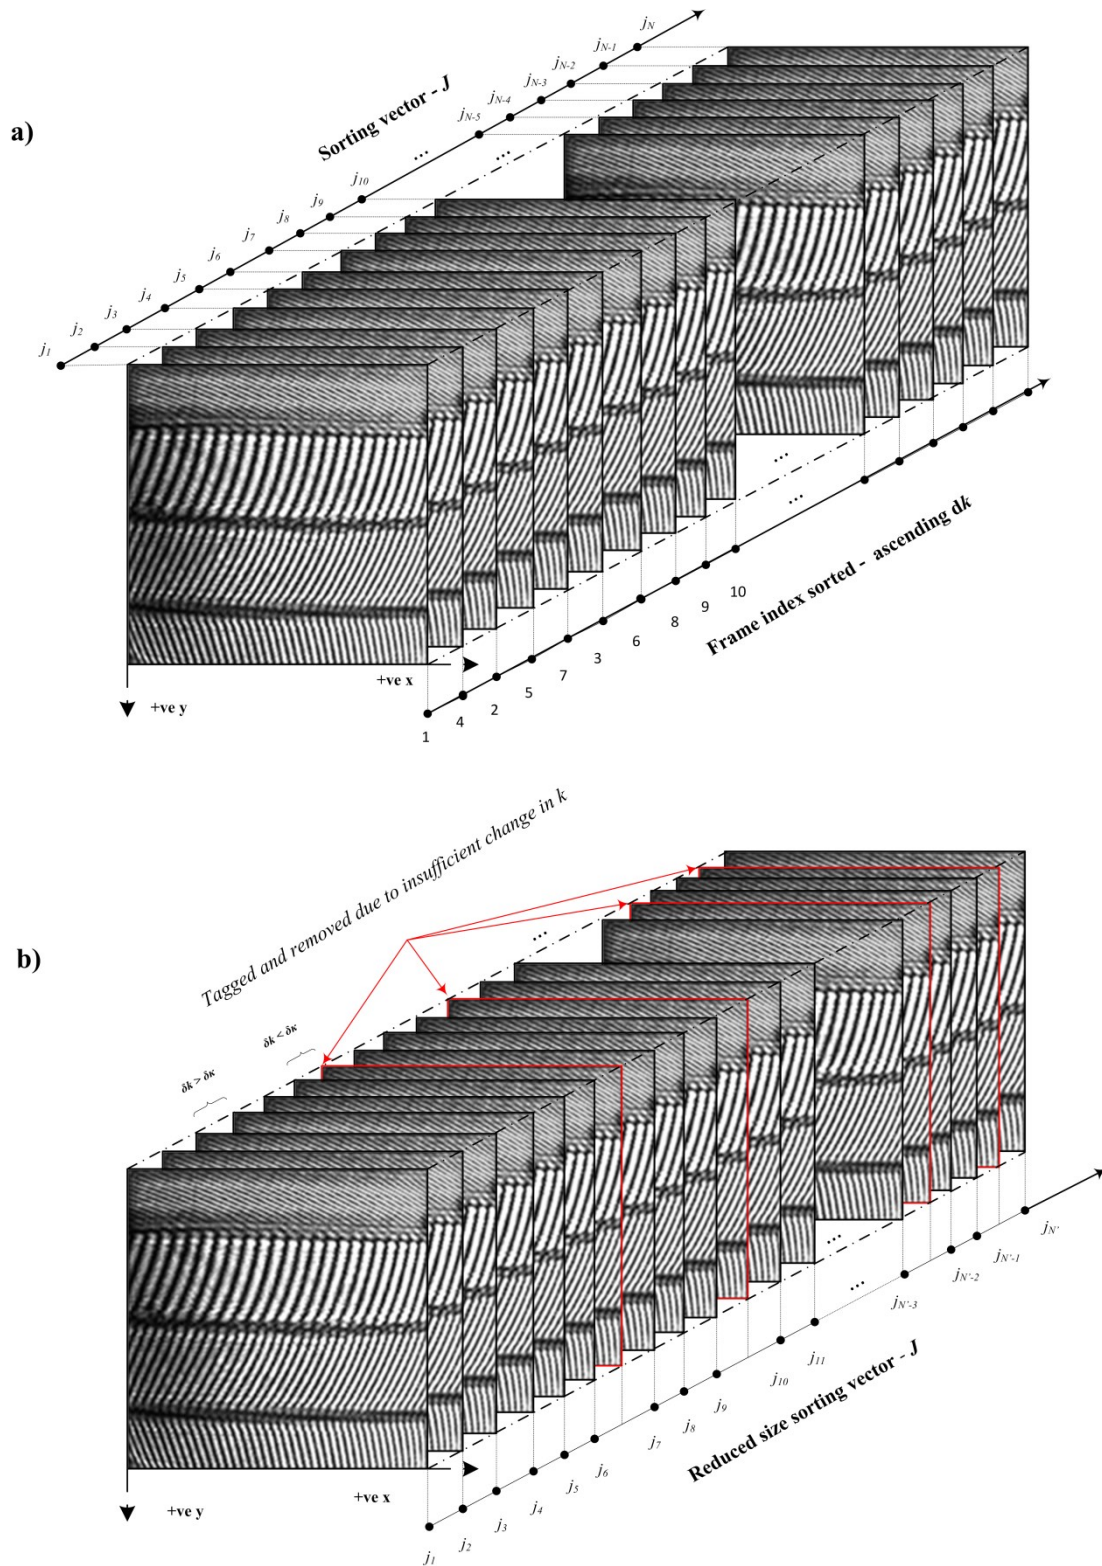 a)
Sorting vector - J
j1
j2
j3
j4
j5
j6
j7
j8
j9
j10
...
jN-5
jN-4
jN-3
jN-2
jN-1
jN
...
+ve x
+ve y
1
4
2
5
7
3
6
8
9
10
...
...
Frame index sorted - ascending dk
b)
Tagged and removed due to insufficient change in k
δk > δκ
δk < δκ
...
+ve x
+ve y
j1
j2
j3
j4
j5
j6
j7
j8
j9
j10
j11
...
...
jN'-3
jN'-2
jN'-1
jN'
Reduced size sorting vector - J